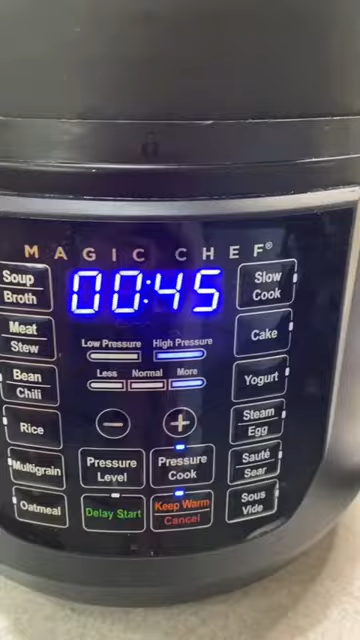 MAGIC CHEF®
00:45
Soup
Broth
Meat
Stew
Bean
Chili
Rice
Multigrain
Oatmeal
Low Pressure High Pressure
Less Normal More
− +
Pressure
Level
Pressure
Cook
Delay Start
Keep Warm
Cancel
Slow
Cook
Cake
Yogurt
Steam
Egg
Sauté
Sear
Sous
Vide